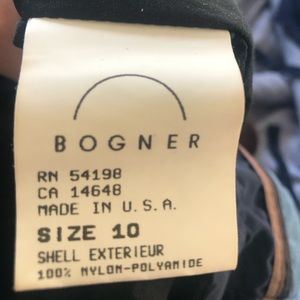 BOGNER
RN 54198
CA 14648
MADE IN U.S.A.
SIZE 10
SHELL EXTERIEUR
100% NYLON-POLYAMIDE